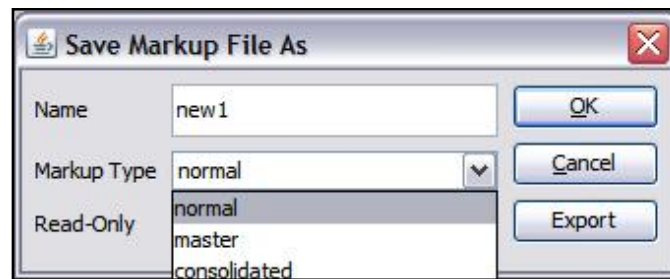 Save Markup File As
Name new1 OK
Markup Type normal Cancel
Read-Only normal Export
master
consolidated